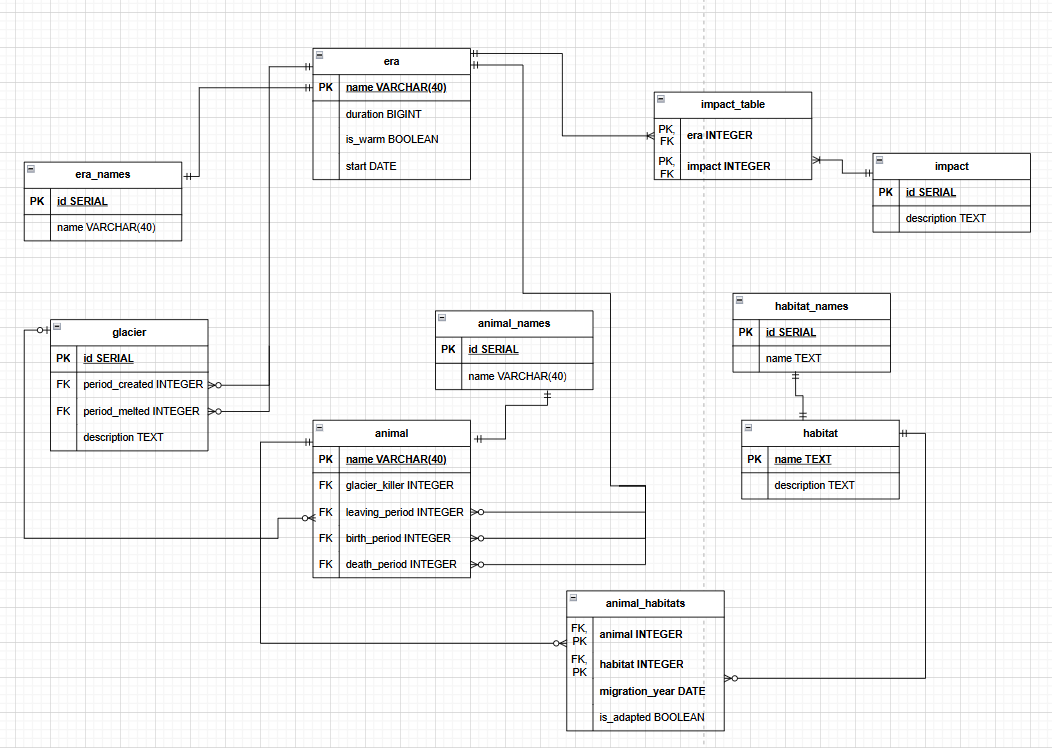 era
PK name VARCHAR(40)
duration BIGINT
is_warm BOOLEAN
start DATE
impact_table
PK, FK era INTEGER
PK, FK impact INTEGER
impact
PK id SERIAL
description TEXT
era_names
PK id SERIAL
name VARCHAR(40)
glacier
PK id SERIAL
FK period_created INTEGER
FK period_melted INTEGER
description TEXT
animal_names
PK id SERIAL
name VARCHAR(40)
habitat_names
PK id SERIAL
name TEXT
animal
PK name VARCHAR(40)
FK glacier_killer INTEGER
FK leaving_period INTEGER
FK birth_period INTEGER
FK death_period INTEGER
habitat
PK name TEXT
description TEXT
animal_habitats
FK, PK animal INTEGER
FK, PK habitat INTEGER
migration_year DATE
is_adapted BOOLEAN